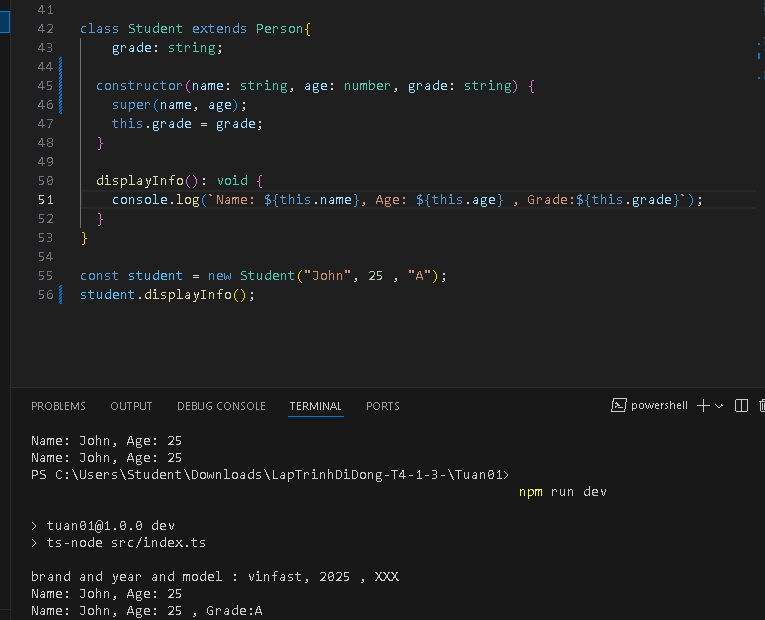 41
42 class Student extends Person{
43 grade: string;
44
45 constructor(name: string, age: number, grade: string) {
46 super(name, age);
47 this.grade = grade;
48 }
49
50 displayInfo(): void {
51 console.log(`Name: ${this.name}, Age: ${this.age} , Grade:${this.grade}`);
52 }
53 }
54
55 const student = new Student("John", 25 , "A");
56 student.displayInfo();
PROBLEMS OUTPUT DEBUG CONSOLE TERMINAL PORTS powershell
Name: John, Age: 25
Name: John, Age: 25
PS C:\Users\Student\Downloads\LapTrinhDiDong-T4-1-3-\Tuan01>
npm run dev
> tuan01@1.0.0 dev
> ts-node src/index.ts
brand and year and model : vinfast, 2025 , XXX
Name: John, Age: 25
Name: John, Age: 25 , Grade:A